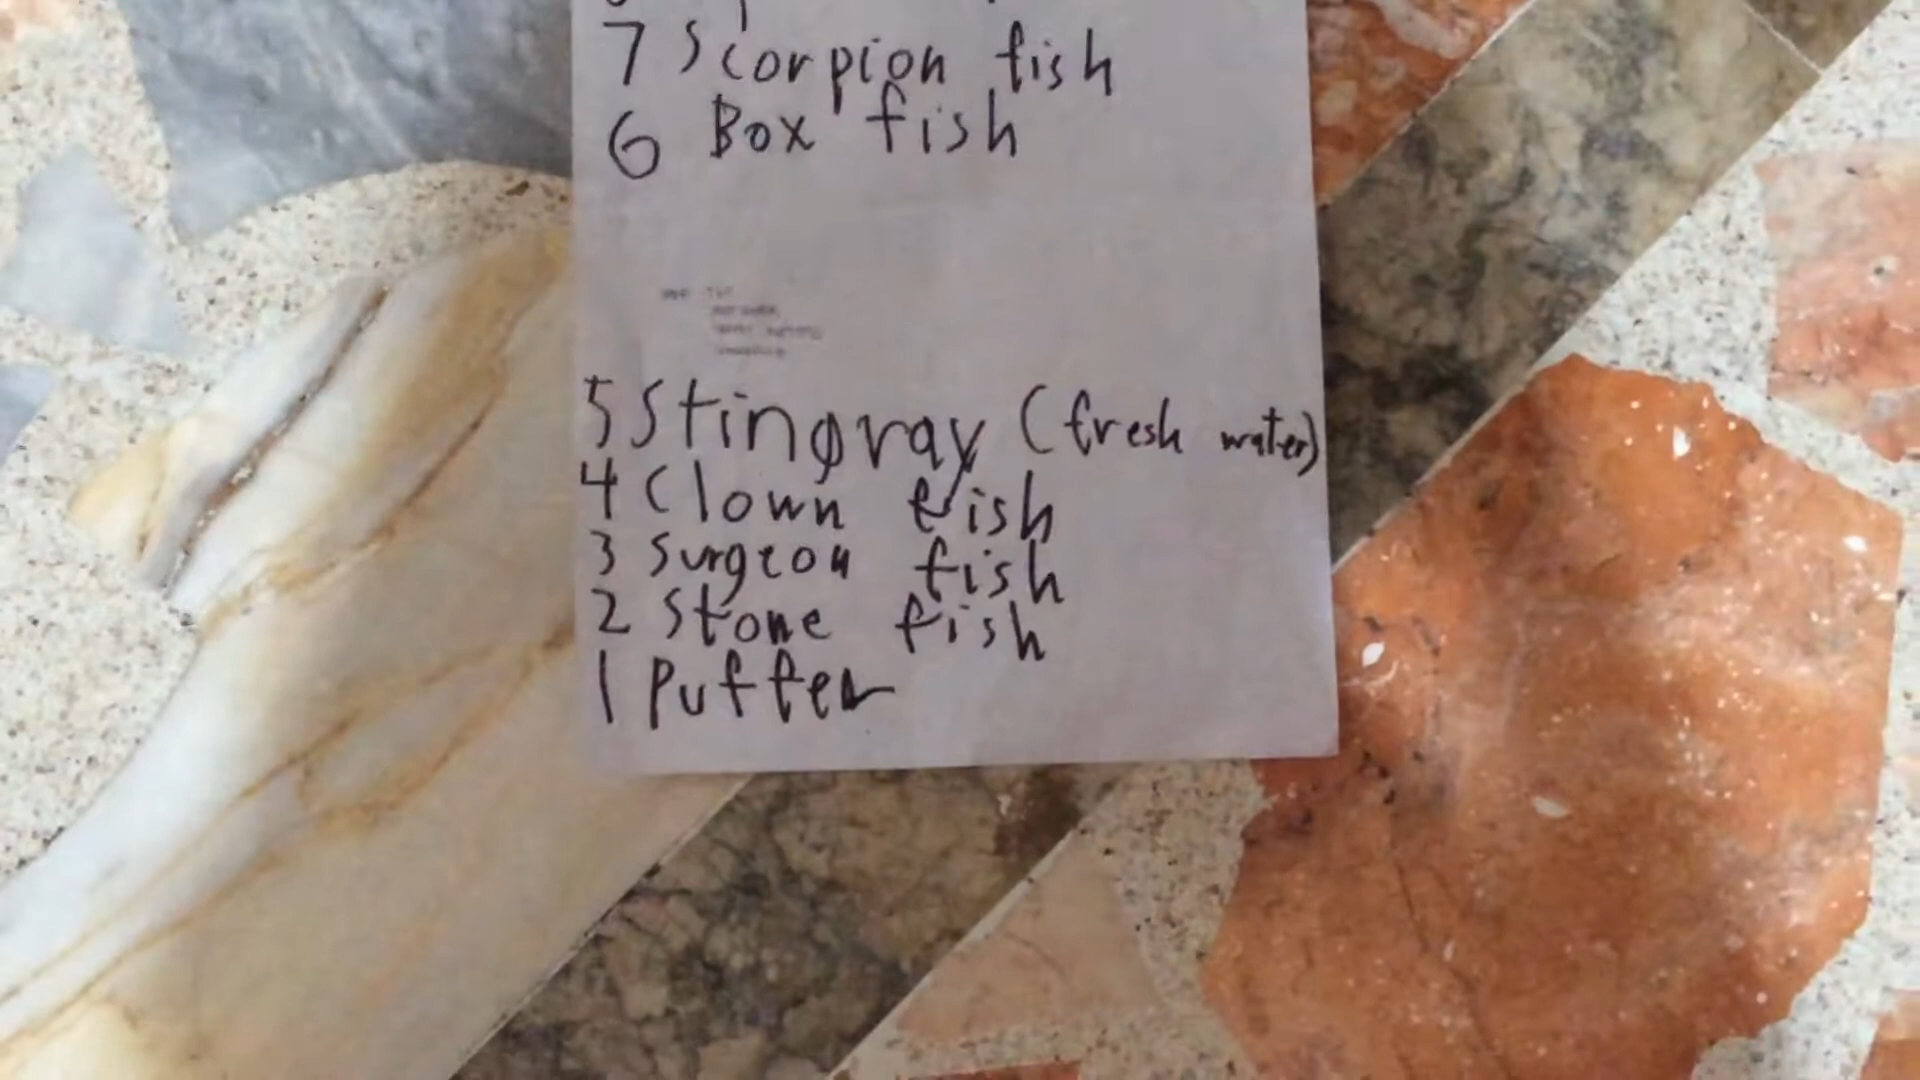 7 Scorpion fish
6 Box fish
5 Stingray (fresh water)
4 Clown fish
3 Surgeon fish
2 Stone fish
1 Puffer